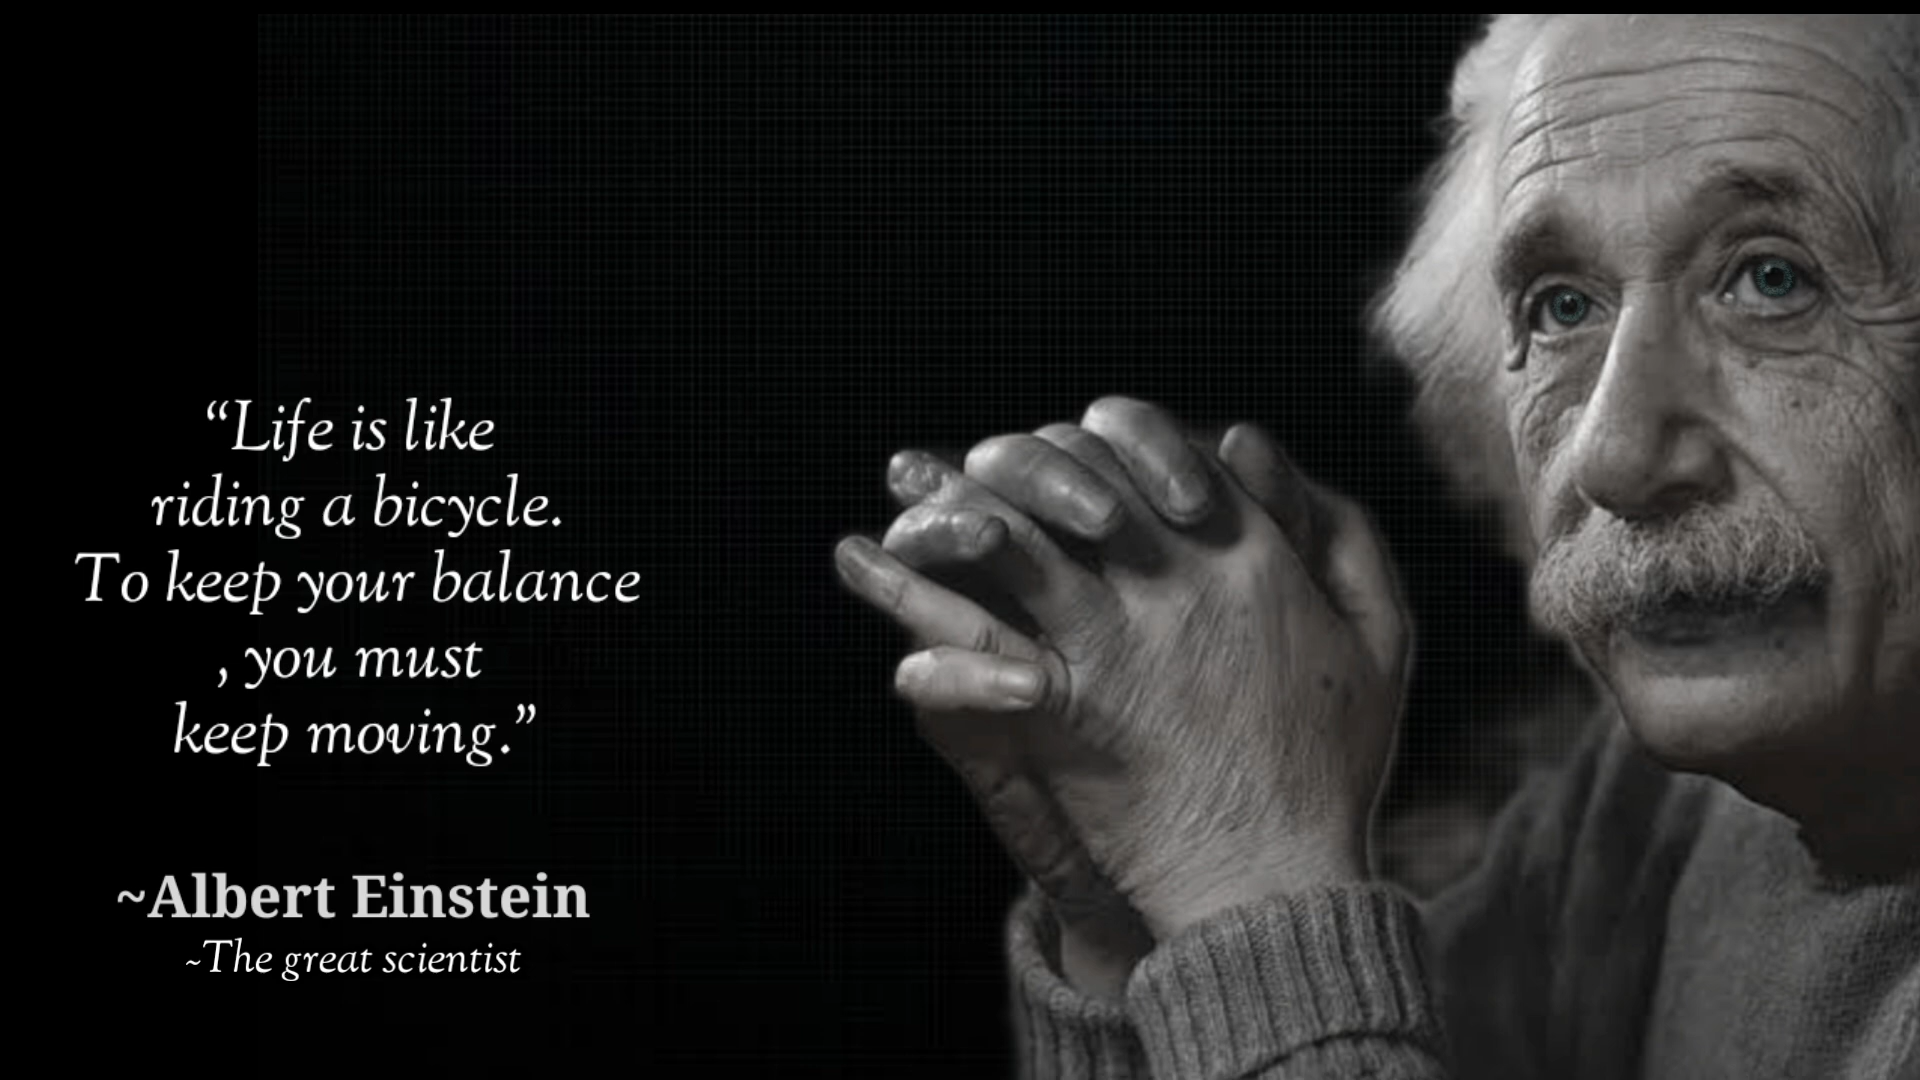 “Life is like
riding a bicycle.
To keep your balance
, you must
keep moving.”
~Albert Einstein
~The great scientist